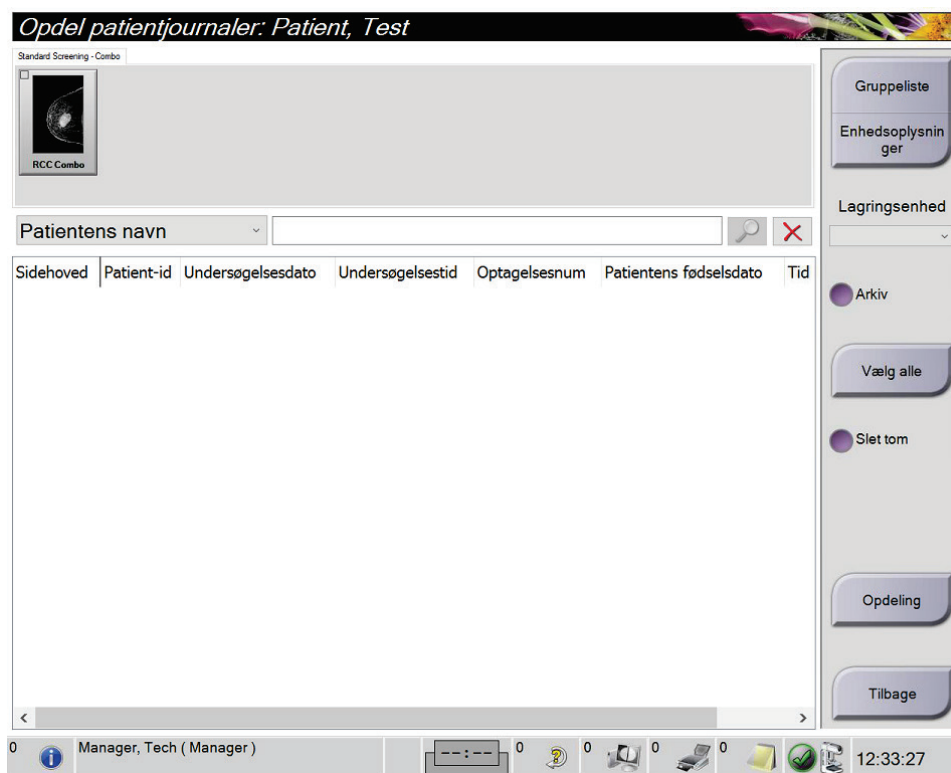 Opdel patientjournaler: Patient, Test
Standard Screening - Combo
RCC Combo
Patientens navn
Sidehoved Patient-id Undersøgelsesdato Undersøgelsestid Optagelsesnum Patientens fødselsdato Tid
Gruppeliste
Enhedsoplysnin
ger
Lagringsenhed
Arkiv
Vælg alle
Slet tom
Opdeling
Tilbage
0 Manager, Tech ( Manager ) --:-- 0 0 0 0 12:33:27